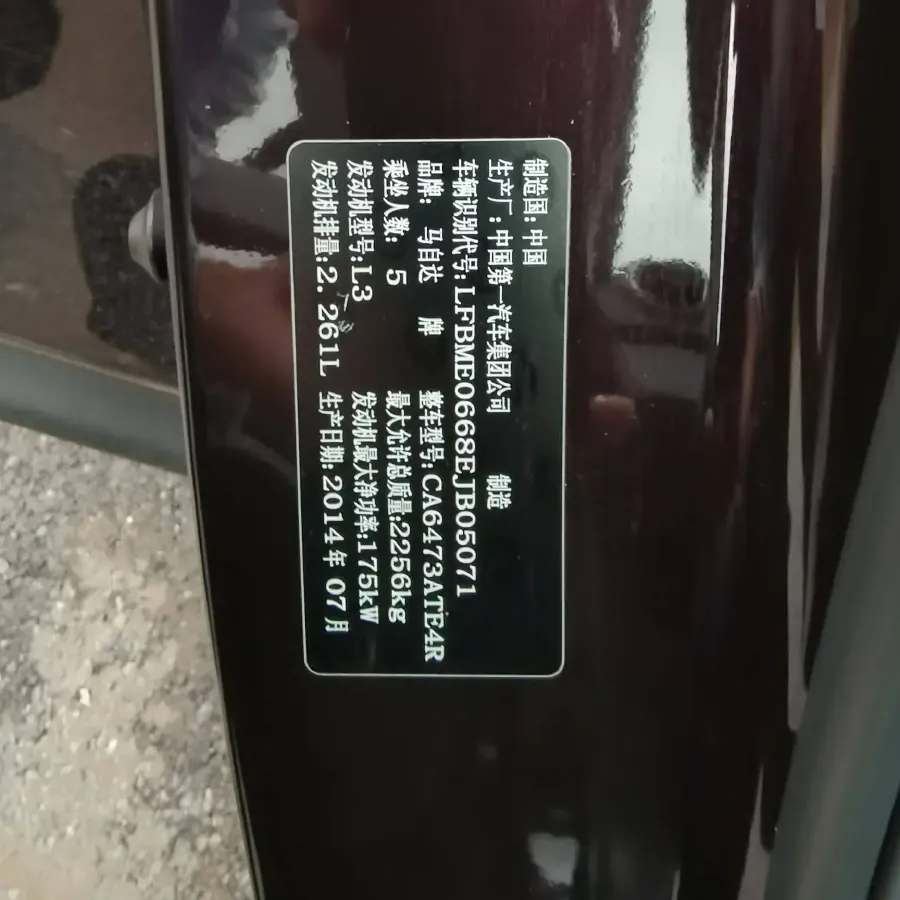 制造国：中国
生产厂：中国第一汽车集团公司 制造
车辆识别代号：LFBME0668EJB05071
品牌： 马自达 牌 整车型号：CA6473ATE4R
乘坐人数： 5 最大允许总质量：2256kg
发动机型号：L3 发动机最大净功率：175kW
发动机排量：2.261L 生产日期：2014年07月